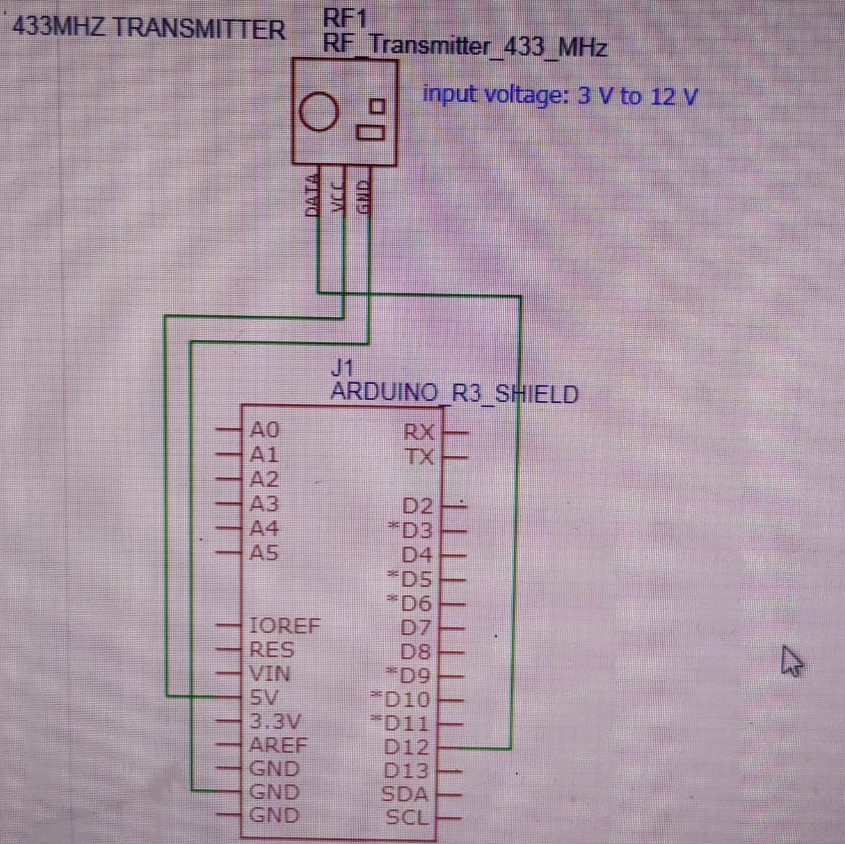 433MHZ TRANSMITTER
RF1
RF_Transmitter_433_MHz
input voltage: 3 V to 12 V
DATA
VCC
GND
J1
ARDUINO_R3_SHIELD
A0
A1
A2
A3
A4
A5
IOREF
RES
VIN
5V
3.3V
AREF
GND
GND
GND
RX
TX
D2
*D3
D4
*D5
*D6
D7
D8
*D9
*D10
*D11
D12
D13
SDA
SCL